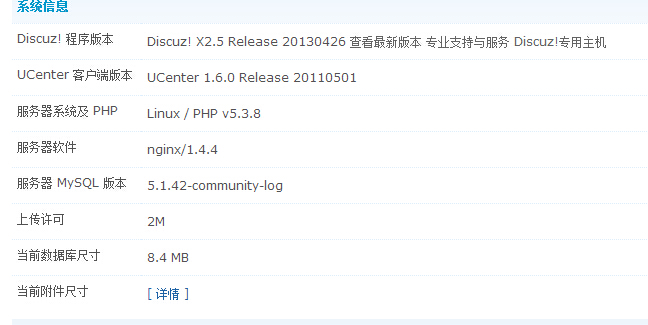 系统信息
Discuz! 程序版本 Discuz! X2.5 Release 20130426 查看最新版本 专业支持与服务 Discuz!专用主机
UCenter 客户端版本 UCenter 1.6.0 Release 20110501
服务器系统及 PHP Linux / PHP v5.3.8
服务器软件 nginx/1.4.4
服务器 MySQL 版本 5.1.42-community-log
上传许可 2M
当前数据库尺寸 8.4 MB
当前附件尺寸 [ 详情 ]